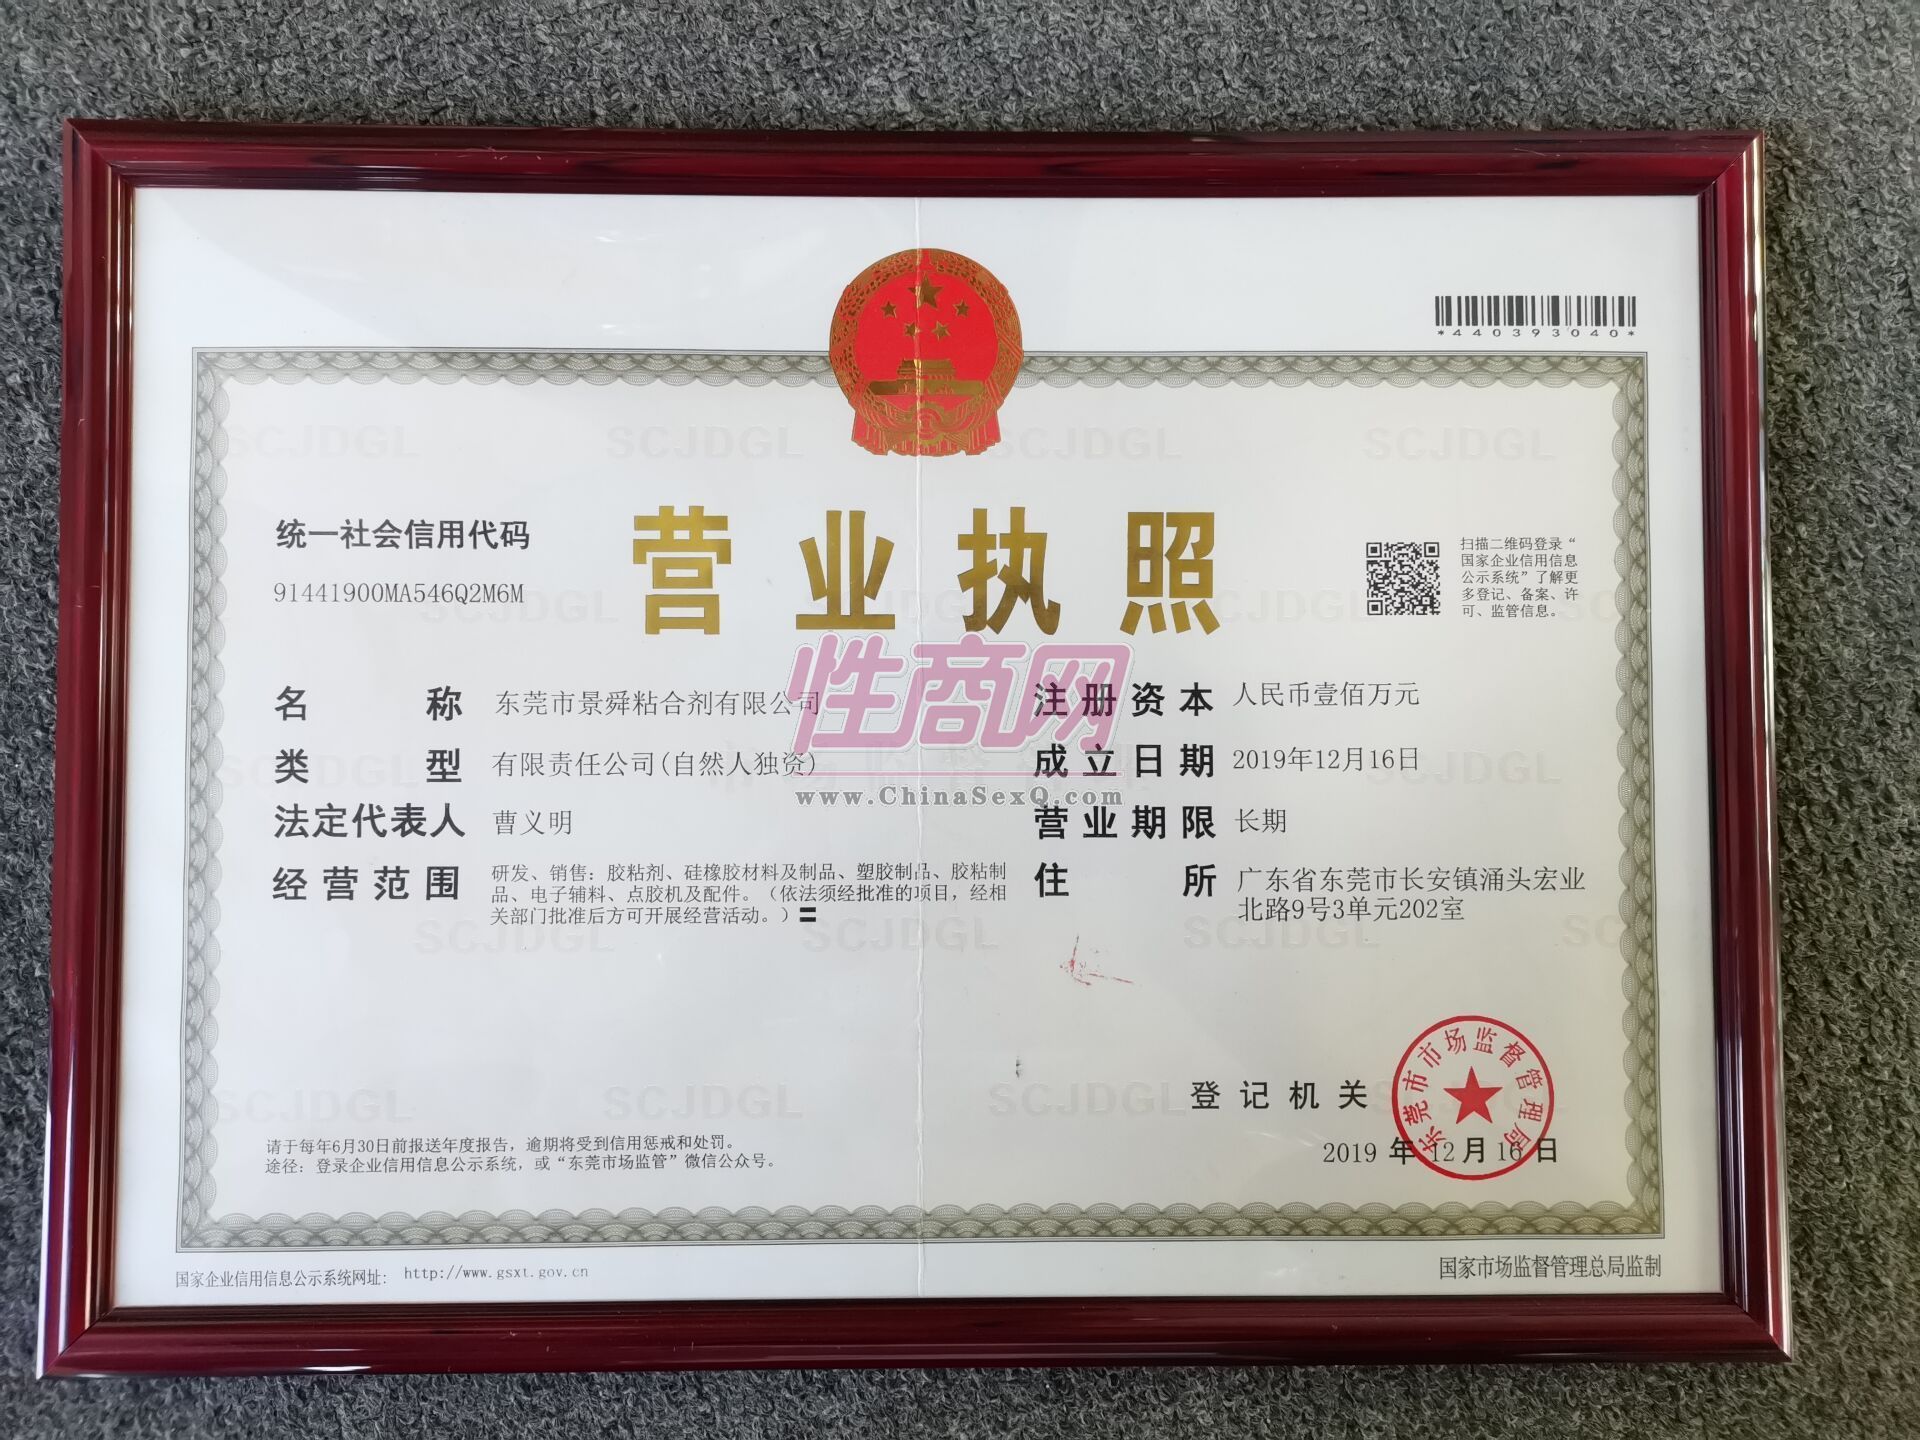 *440393040*
SCJDGL SCJDGL SCJDGL SCJDGL
统一社会信用代码
91441900MA546Q2M6M
营业执照
扫描二维码登录“
国家企业信用信息
公示系统”了解更
多登记、备案、许
可、监管信息。
性商网
www.ChinaSexQ.com
名称 东莞市景舜粘合剂有限公司
类型 有限责任公司(自然人独资)
法定代表人 曹义明
经营范围 研发、销售：胶粘剂、硅橡胶材料及制品、塑胶制品、胶粘制
品、电子辅料、点胶机及配件。（依法须经批准的项目，经相
关部门批准后方可开展经营活动。）〓
注册资本 人民币壹佰万元
成立日期 2019年12月16日
营业期限 长期
住所 广东省东莞市长安镇涌头宏业
北路9号3单元202室
SCJDGL SCJDGL SCJDGL
SCJDGL SCJDGL SCJDGL
登记机关
东莞市市场监督管理局
2019 年 12 月 16 日
请于每年6月30日前报送年度报告，逾期将受到信用惩戒和处罚。
途径：登录企业信用信息公示系统，或“东莞市场监管”微信公众号。
国家企业信用信息公示系统网址： http://www.gsxt.gov.cn
国家市场监督管理总局监制